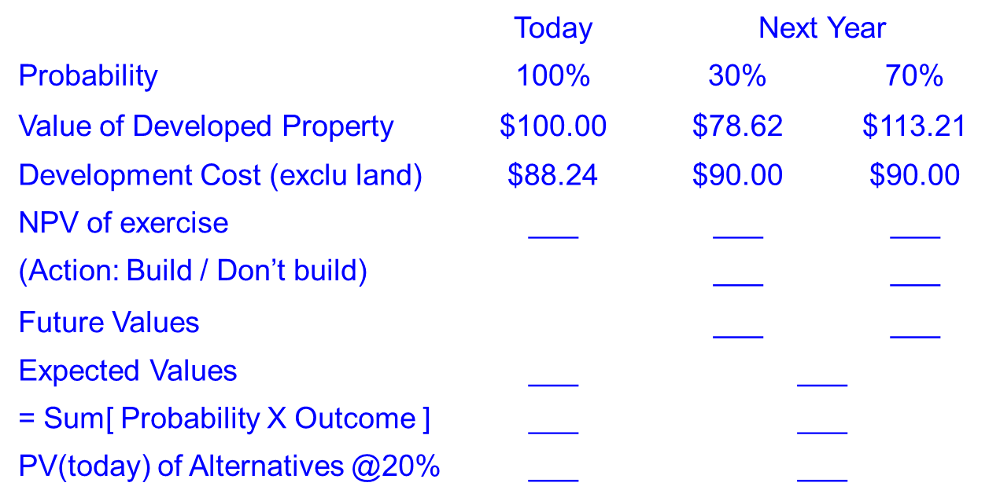 Today Next Year
Probability 100% 30% 70%
Value of Developed Property $100.00 $78.62 $113.21
Development Cost (exclu land) $88.24 $90.00 $90.00
NPV of exercise ___ ___ ___
(Action: Build / Don’t build) ___ ___
Future Values ___ ___
Expected Values ___ ___
= Sum[ Probability X Outcome ] ___ ___
PV(today) of Alternatives @20% ___ ___